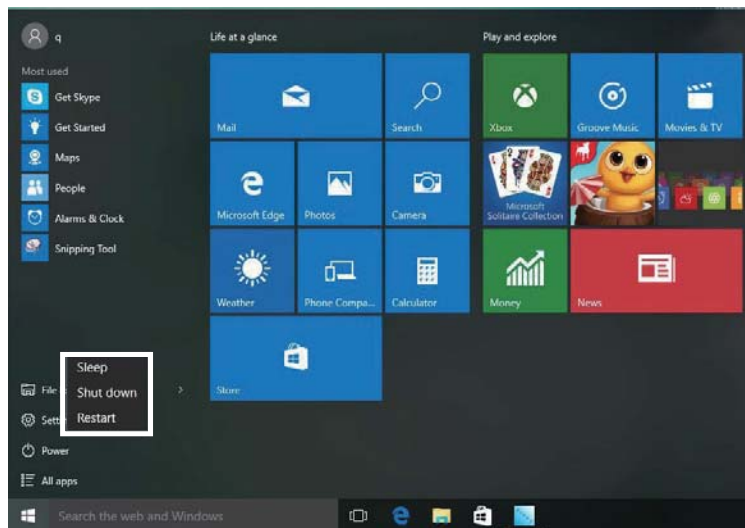 q
Most used
Get Skype
Get Started
Maps
People
Alarms & Clock
Snipping Tool
Sleep
File
Shut down
Restart
Power
All apps
Life at a glance
Mail
Search
Microsoft Edge
Photos
Camera
Weather
Phone Compa...
Calculator
Store
Play and explore
Xbox
Groove Music
Movies & TV
Microsoft
Solitaire Collection
Money
News
Search the web and Windows